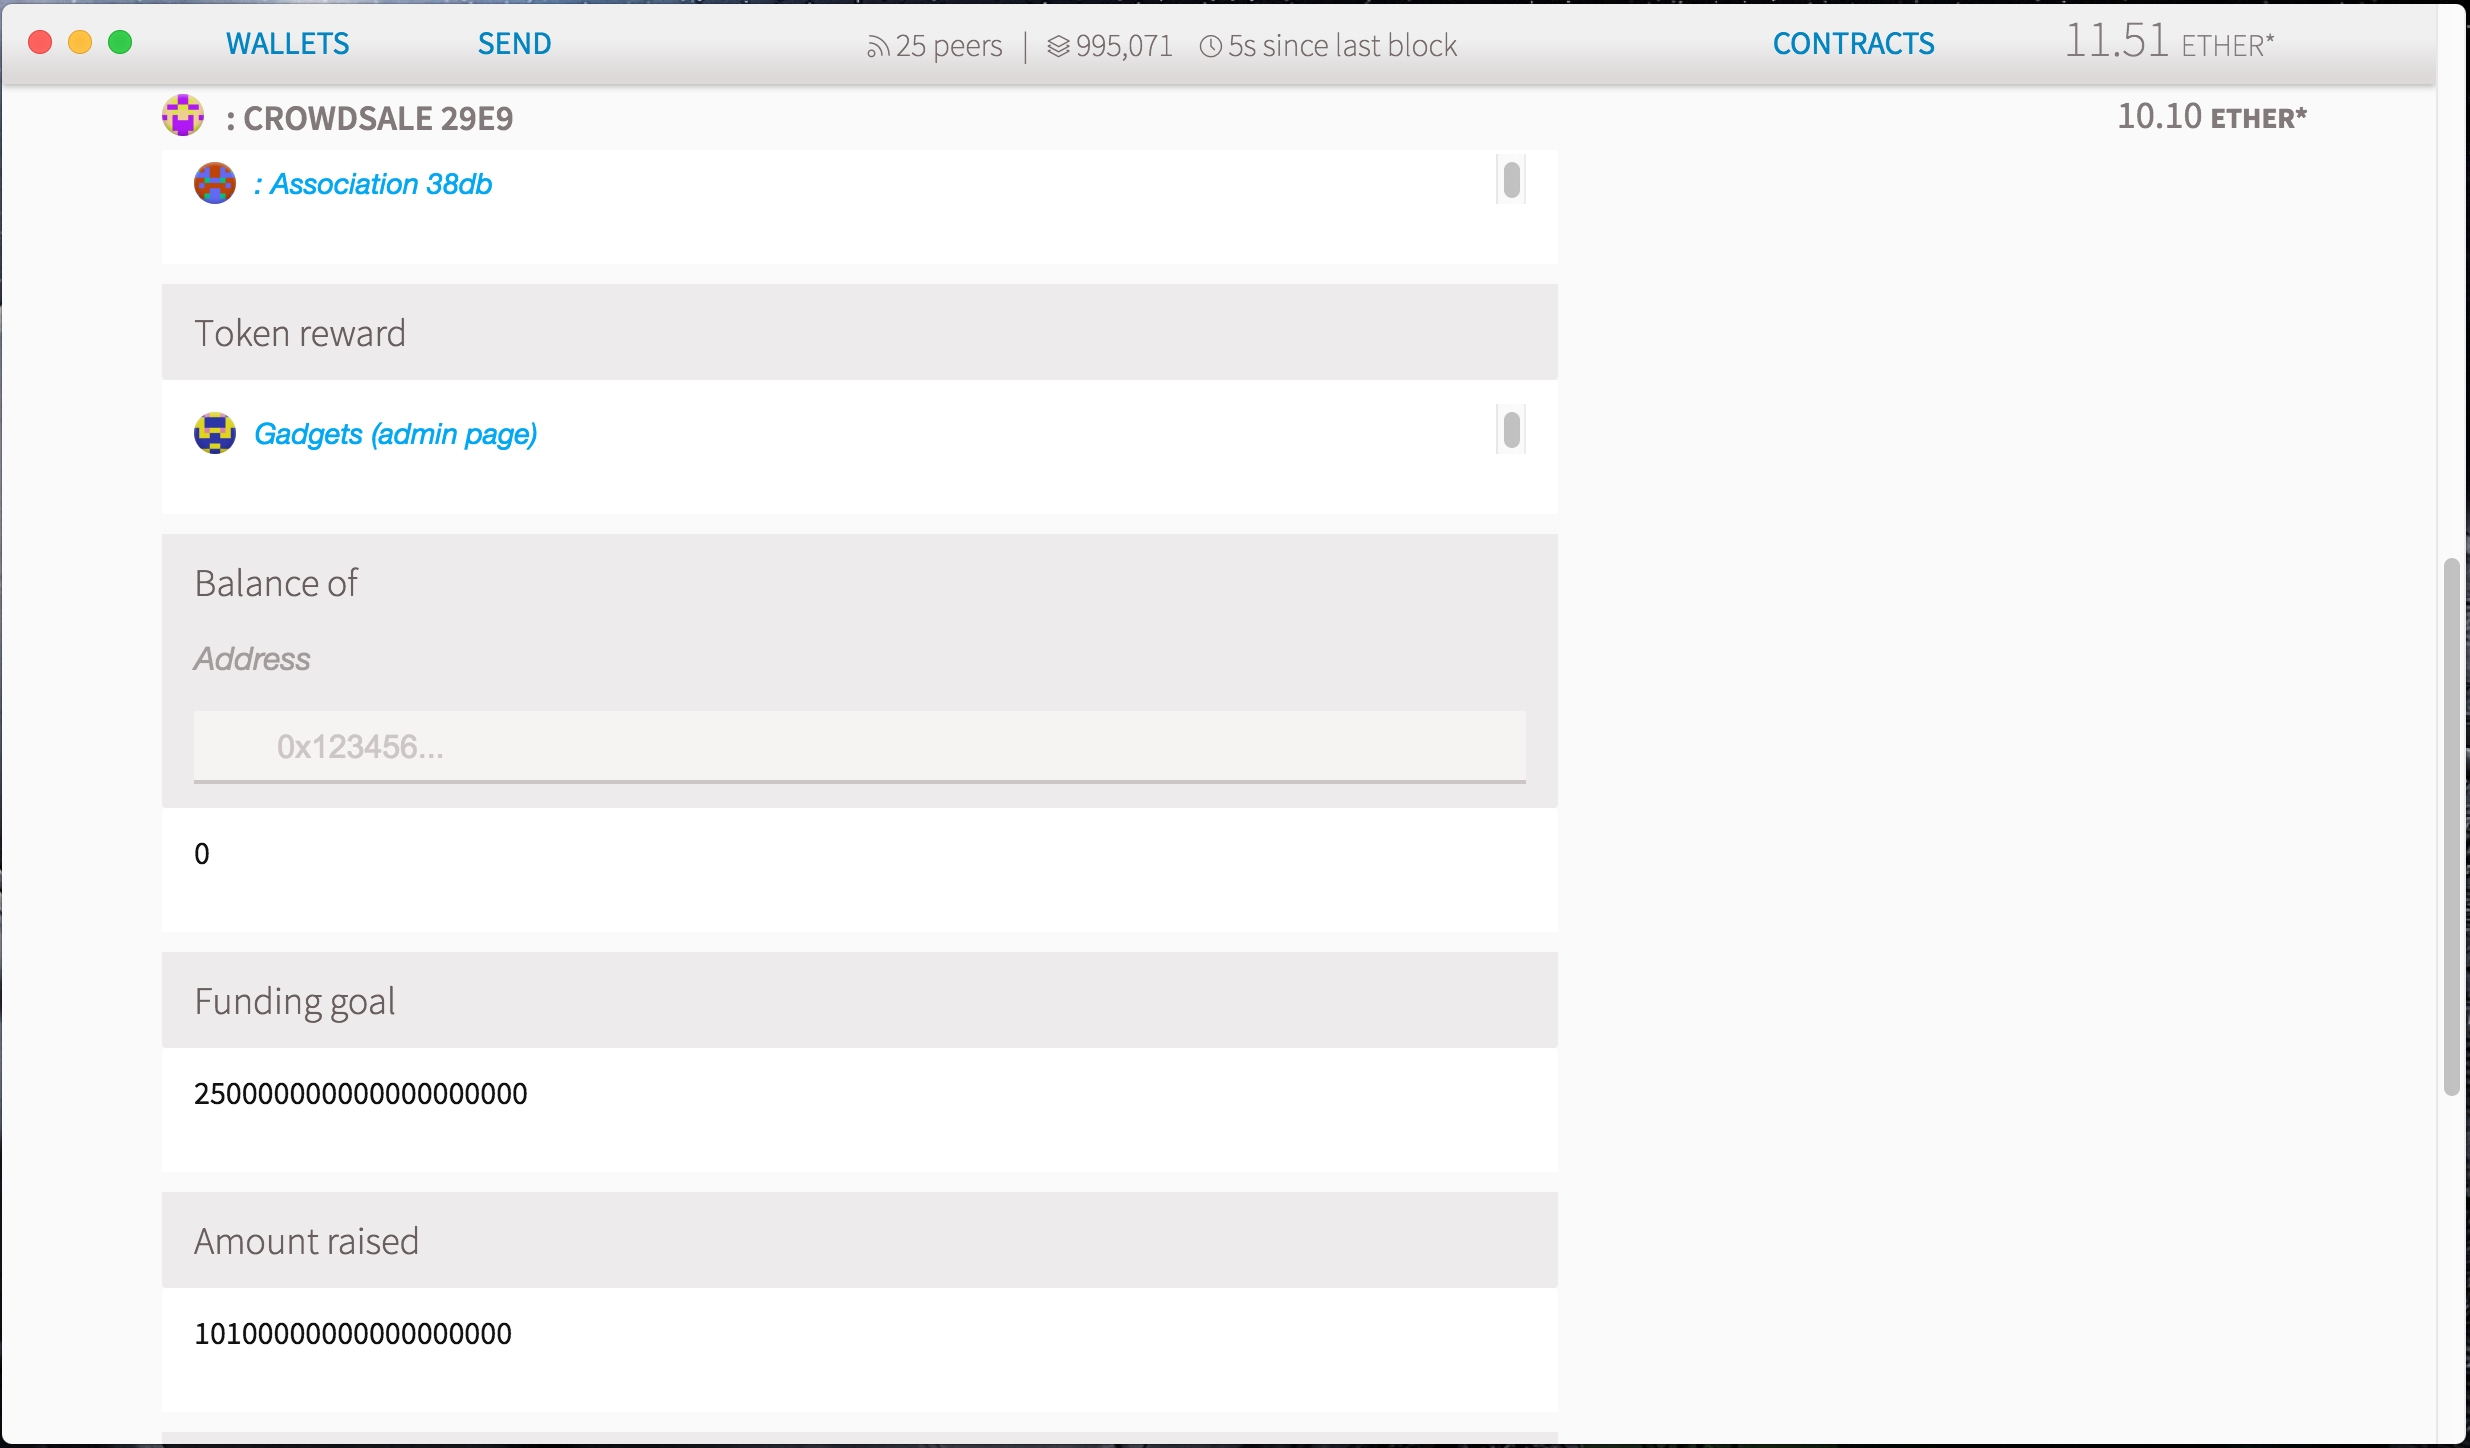 WALLETS SEND 25 peers | 995,071 5s since last block CONTRACTS 11.51 ETHER*
: CROWDSALE 29E9 10.10 ETHER*
: Association 38db
Token reward
Gadgets (admin page)
Balance of
Address
0x123456...
0
Funding goal
250000000000000000000
Amount raised
10100000000000000000